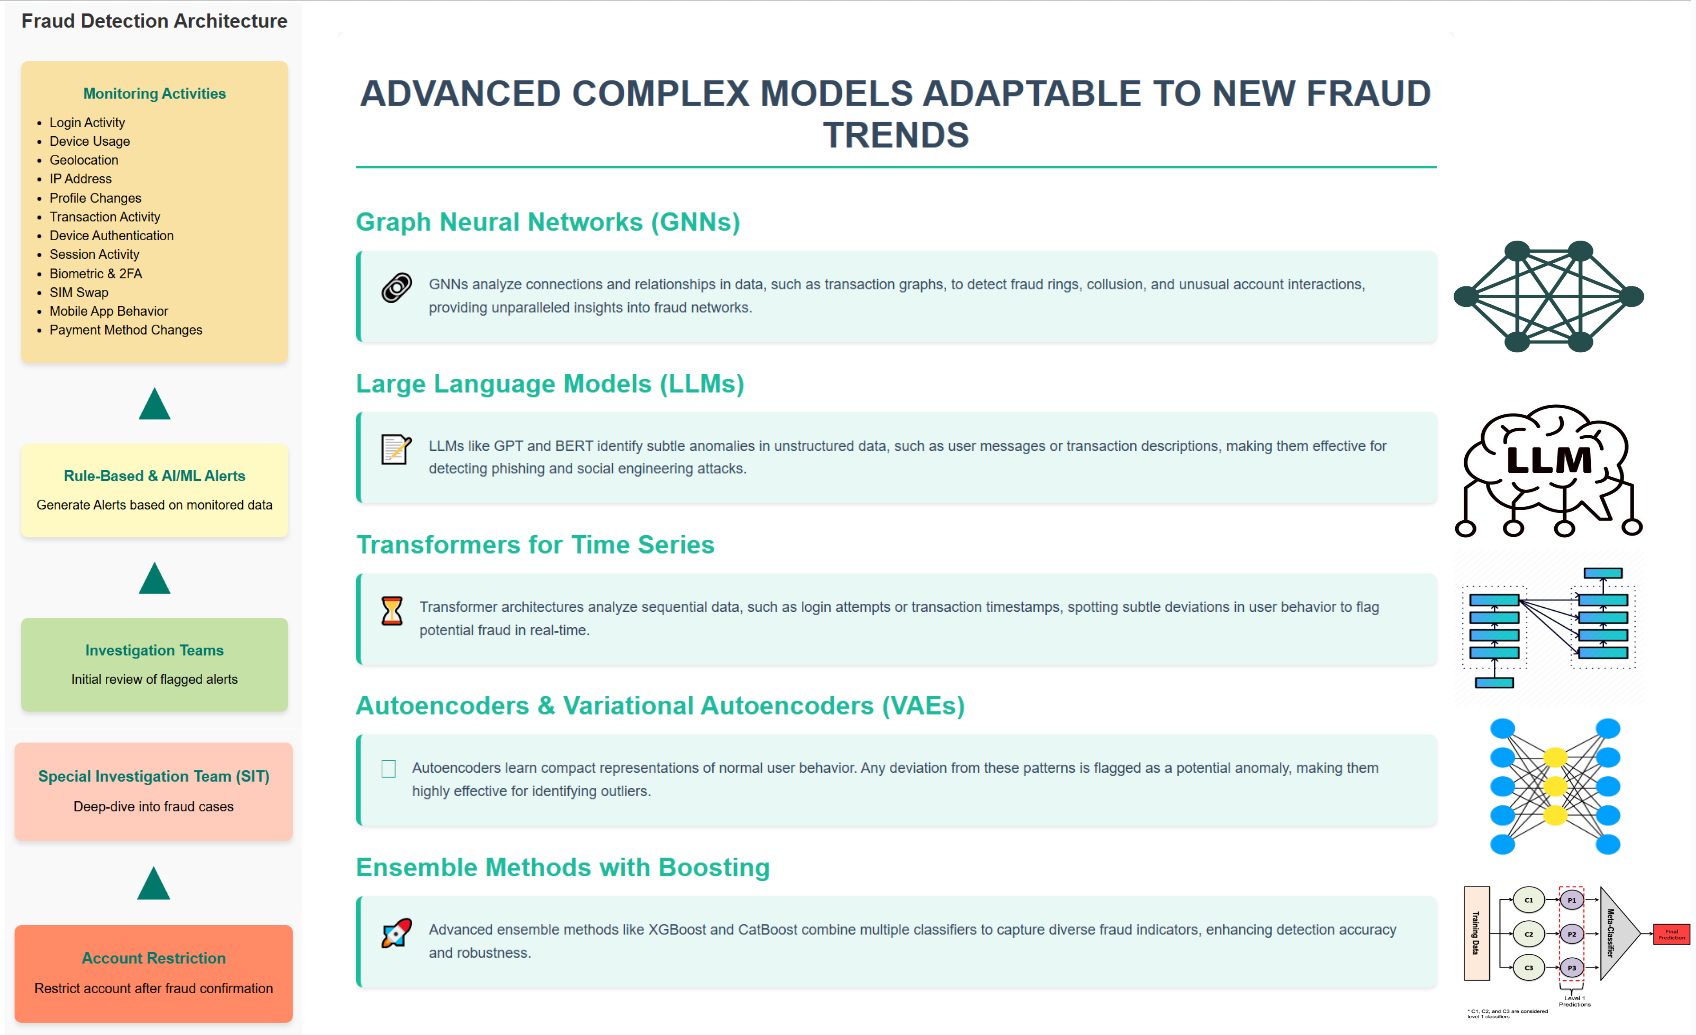 Fraud Detection Architecture
Monitoring Activities
Login Activity
Device Usage
Geolocation
IP Address
Profile Changes
Transaction Activity
Device Authentication
Session Activity
Biometric & 2FA
SIM Swap
Mobile App Behavior
Payment Method Changes
Rule-Based & AI/ML Alerts
Generate Alerts based on monitored data
Investigation Teams
Initial review of flagged alerts
Special Investigation Team (SIT)
Deep-dive into fraud cases
Account Restriction
Restrict account after fraud confirmation
ADVANCED COMPLEX MODELS ADAPTABLE TO NEW FRAUD
TRENDS
Graph Neural Networks (GNNs)
GNNs analyze connections and relationships in data, such as transaction graphs, to detect fraud rings, collusion, and unusual account interactions,
providing unparalleled insights into fraud networks.
Large Language Models (LLMs)
LLMs like GPT and BERT identify subtle anomalies in unstructured data, such as user messages or transaction descriptions, making them effective for
detecting phishing and social engineering attacks.
LLM
Transformers for Time Series
Transformer architectures analyze sequential data, such as login attempts or transaction timestamps, spotting subtle deviations in user behavior to flag
potential fraud in real-time.
Autoencoders & Variational Autoencoders (VAEs)
Autoencoders learn compact representations of normal user behavior. Any deviation from these patterns is flagged as a potential anomaly, making them
highly effective for identifying outliers.
Ensemble Methods with Boosting
Advanced ensemble methods like XGBoost and CatBoost combine multiple classifiers to capture diverse fraud indicators, enhancing detection accuracy
and robustness.
Training Data
C1
P1
C2
P2
C3
P3
Meta-Classifier
Final
Prediction
Level 1
Predictions
* C1, C2, and C3 are considered
level 1 classifiers